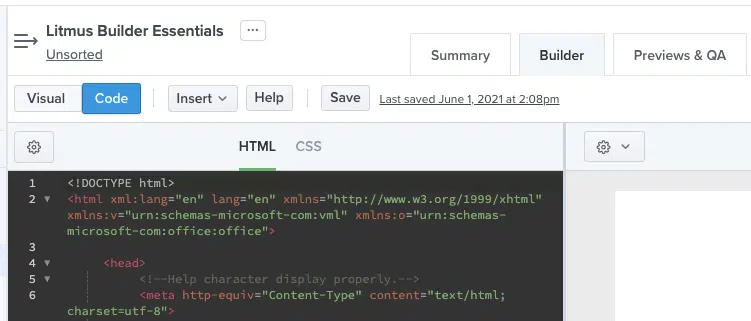 Litmus Builder Essentials ...
Unsorted
Summary Builder Previews & QA
Visual Code Insert Help Save Last saved June 1, 2021 at 2:08pm
HTML CSS
1 <!DOCTYPE html>
2 <html xml:lang="en" lang="en" xmlns="http://www.w3.org/1999/xhtml"
xmlns:v="urn:schemas-microsoft-com:vml" xmlns:o="urn:schemas-
microsoft-com:office:office">
3
4 <head>
5 <!--Help character display properly.-->
6 <meta http-equiv="Content-Type" content="text/html;
charset=utf-8">